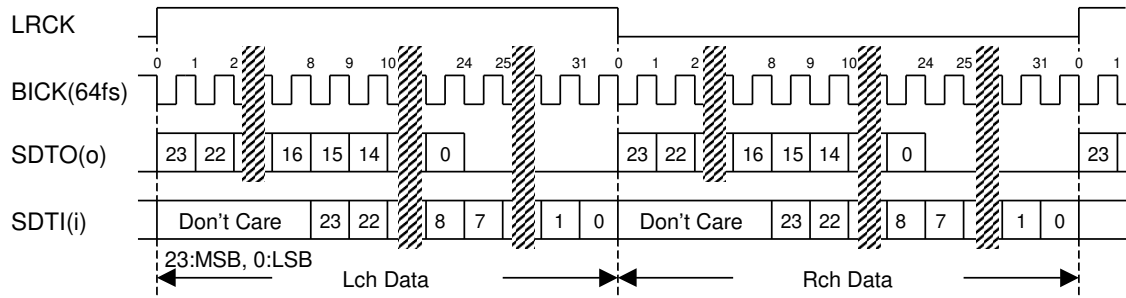 LRCK
0 1 2 8 9 10 24 25 31 0 1 2 8 9 10 24 25 31 0 1
BICK(64fs)
SDTO(o) 23 22 16 15 14 0 23 22 16 15 14 0 23
SDTI(i) Don't Care 23 22 8 7 1 0 Don't Care 23 22 8 7 1 0
23:MSB, 0:LSB
Lch Data Rch Data